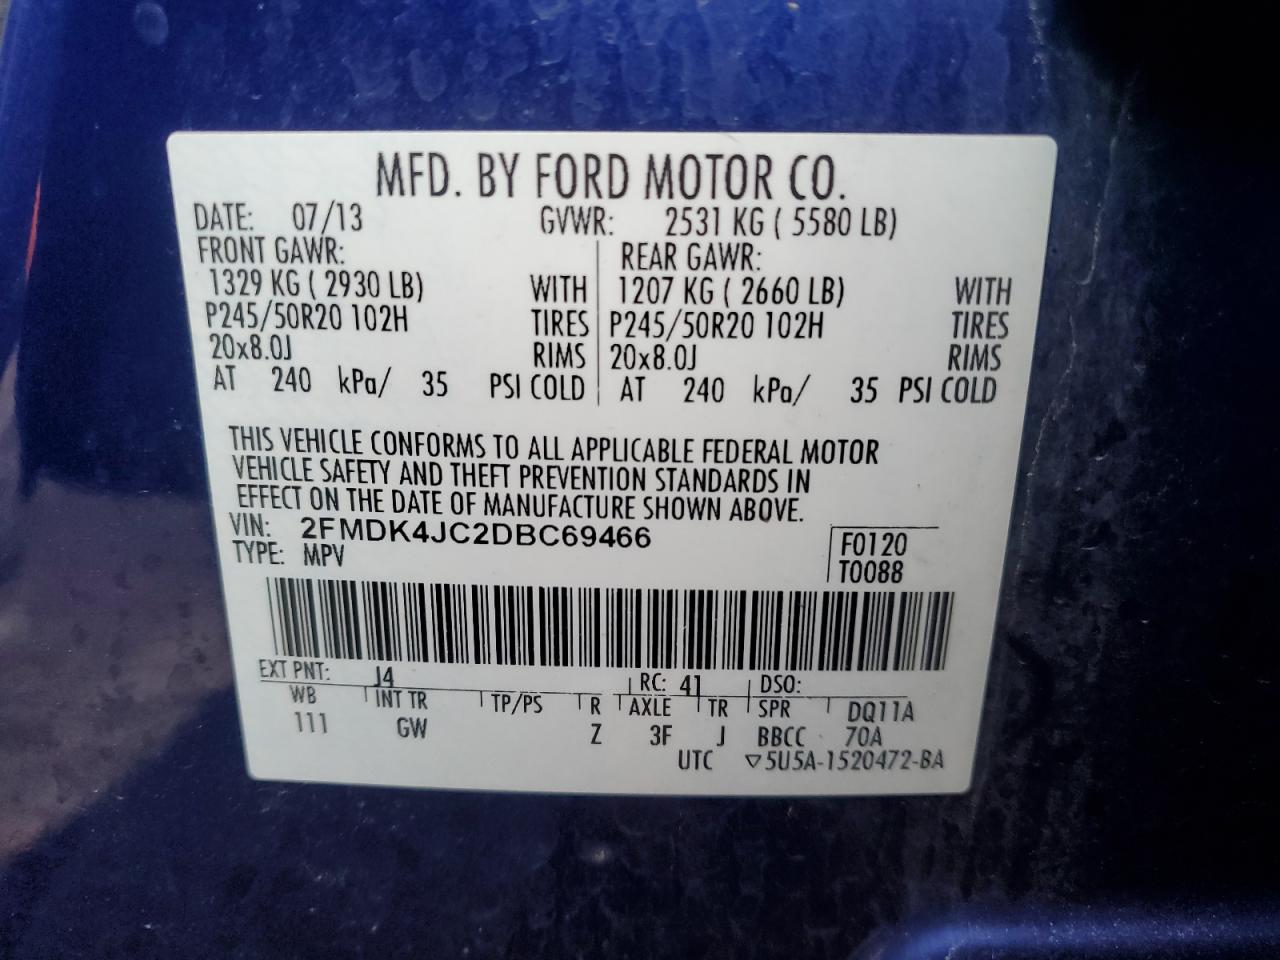 MFD. BY FORD MOTOR CO.
DATE: 07/13 GVWR: 2531 KG ( 5580 LB)
FRONT GAWR: REAR GAWR:
1329 KG ( 2930 LB) WITH 1207 KG ( 2660 LB) WITH
P245/50R20 102H TIRES P245/50R20 102H TIRES
20x8.0J RIMS 20x8.0J RIMS
AT 240 kPa/ 35 PSI COLD AT 240 kPa/ 35 PSI COLD
THIS VEHICLE CONFORMS TO ALL APPLICABLE FEDERAL MOTOR
VEHICLE SAFETY AND THEFT PREVENTION STANDARDS IN
EFFECT ON THE DATE OF MANUFACTURE SHOWN ABOVE.
VIN: 2FMDK4JC2DBC69466
TYPE: MPV F0120
T0088
EXT PNT: J4 RC: 41 DSO:
WB INT TR TP/PS R AXLE TR SPR DQ11A
111 GW Z 3F J BBCC 70A
UTC ▽5U5A-1520472-BA